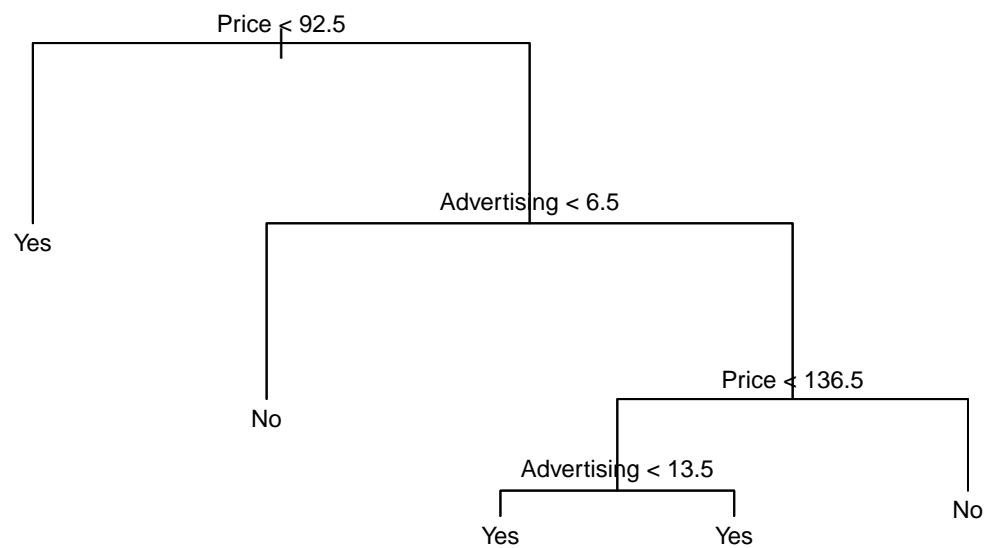 Price < 92.5
Advertising < 6.5
Yes
Price < 136.5
No
Advertising < 13.5
No
Yes
Yes